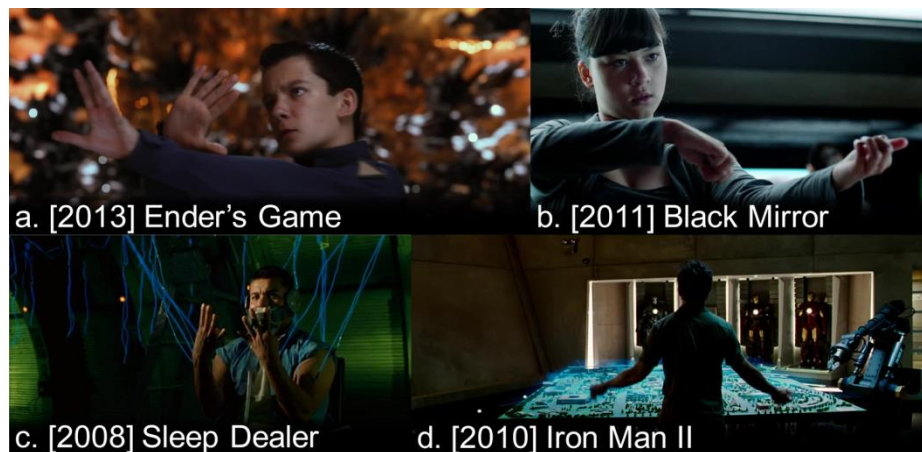 a. [2013] Ender's Game
b. [2011] Black Mirror
c. [2008] Sleep Dealer
d. [2010] Iron Man II